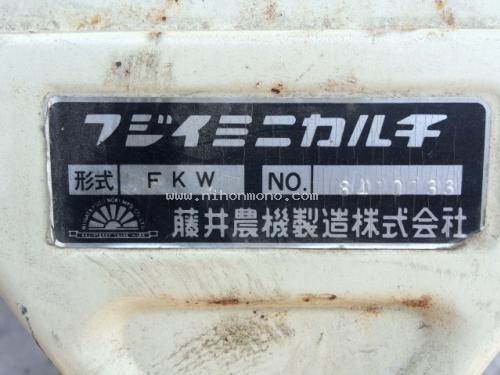 フジイミニカルチ
形式 FKW NO.
www.nihonmono.com
藤井農機製造株式会社